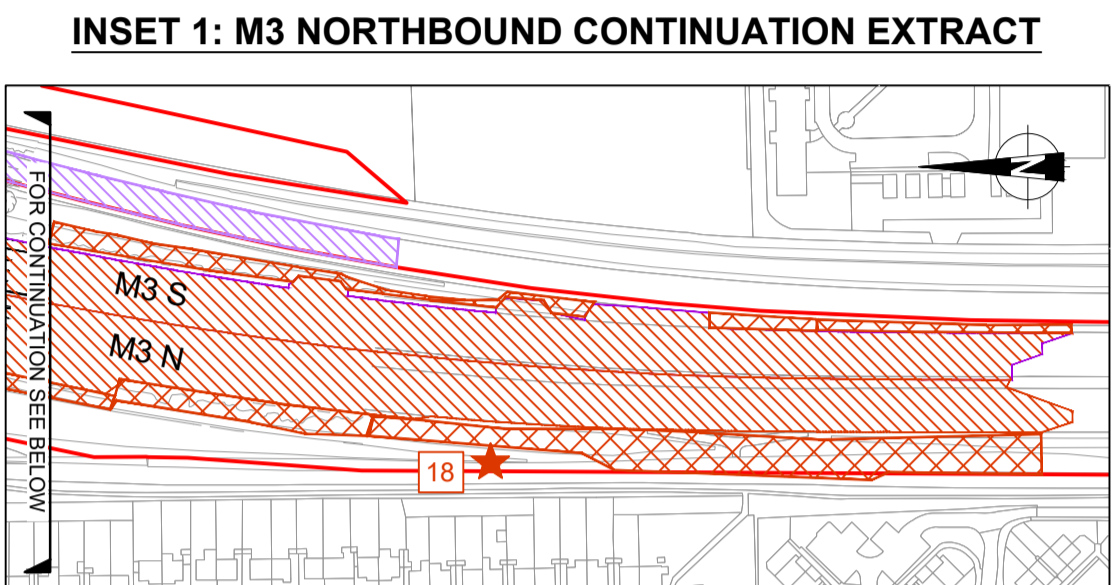 INSET 1: M3 NORTHBOUND CONTINUATION EXTRACT
FOR CONTINUATION SEE BELOW
M3 S
M3 N
N
18